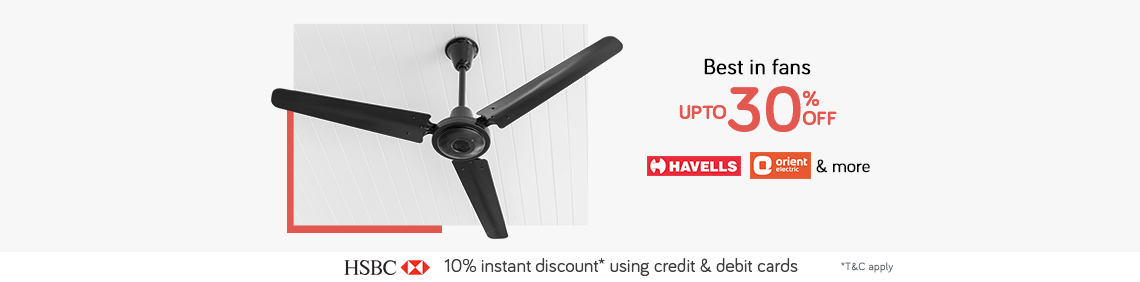 Best in fans
UPTO 30% OFF
HAVELLS orient electric & more
HSBC 10% instant discount* using credit & debit cards *T&C apply